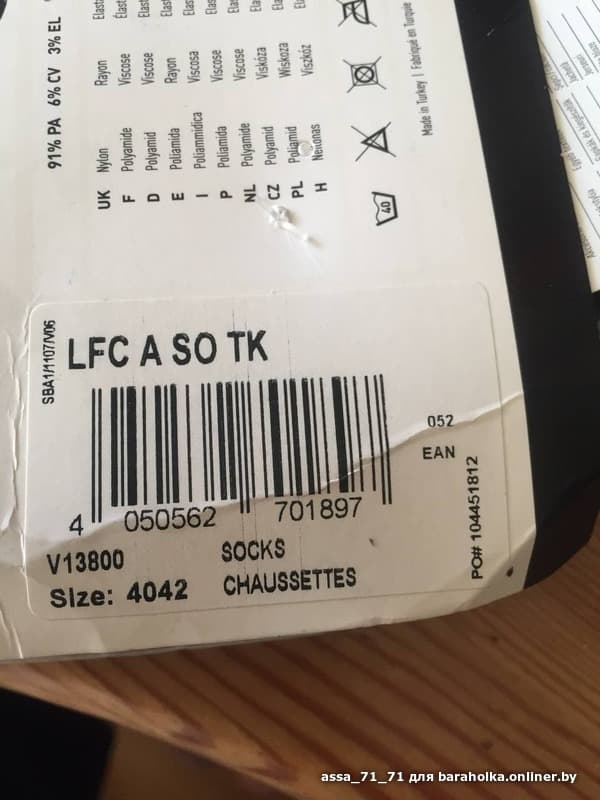 91% PA 6% CV 3% EL
UK Nylon Rayon
F Polyamide Viscose
D Polyamid Viscose
E Poliamida Rayon
I Poliammidica Viscosa
P Poliamida Viscose
NL Polyamide Viscose
CZ Polyamid Viskóza
PL Poliamid Wiskoza
H Viszkóz
40
Made in Turkey | Fabriqué en Turquie
SBA1/1107/V06
LFC A SO TK
052
EAN
4 050562 701897
PO# 104451812
V13800
SOCKS
Size: 4042
CHAUSSETTES
assa_71_71 для baraholka.onliner.by